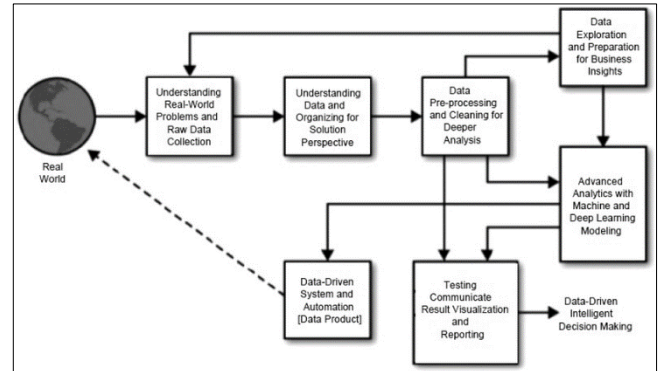 Real
World
Understanding
Real-World
Problems and
Raw Data
Collection
Understanding
Data and
Organizing for
Solution
Perspective
Data
Pre-processing
and Cleaning for
Deeper
Analysis
Data
Exploration
and Preparation
for Business
Insights
Advanced
Analytics with
Machine and
Deep Learning
Modeling
Data-Driven
System and
Automation
[Data Product]
Testing
Communicate
Result Visualization
and
Reporting
Data-Driven
Intelligent
Decision Making